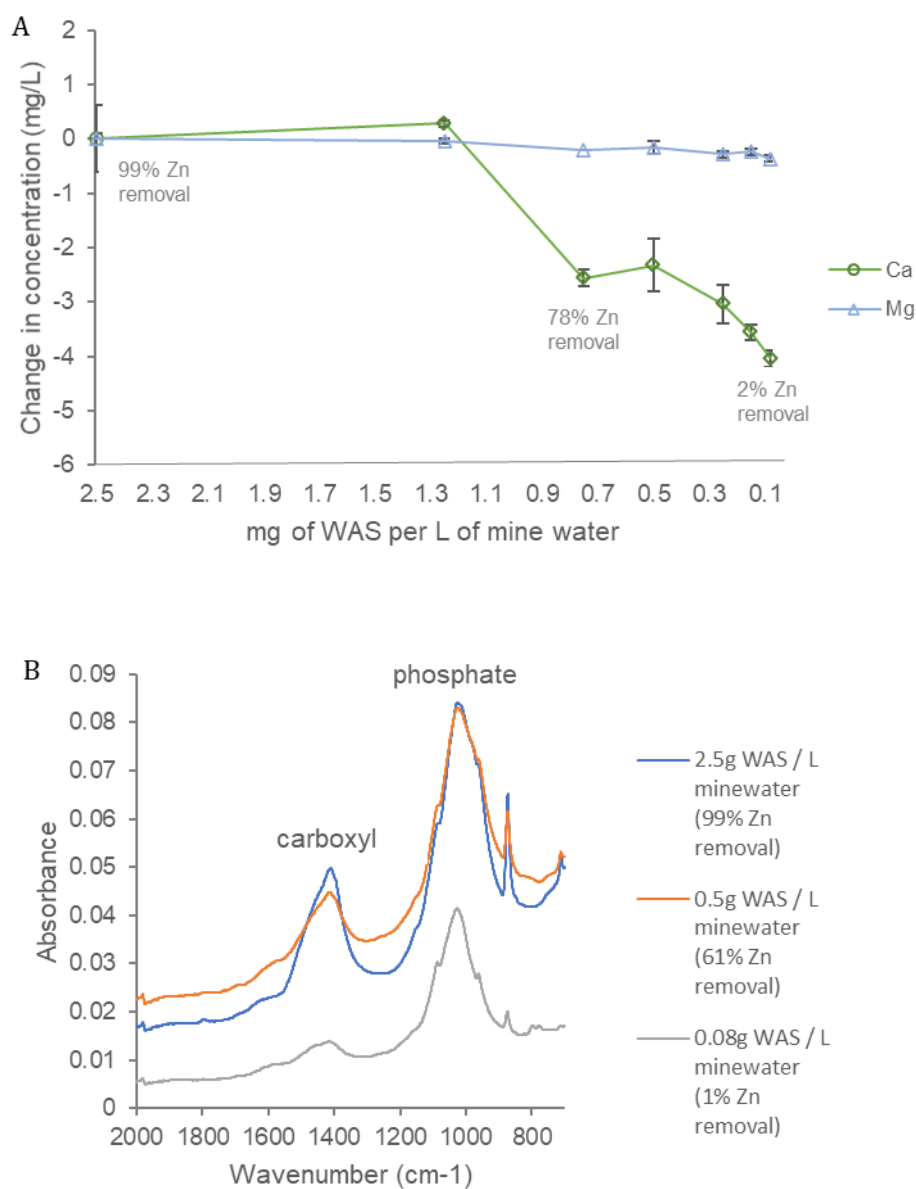 A
2
1
0
-1
-2
-3
-4
-5
-6
Change in concentration (mg/L)
99% Zn
removal
78% Zn
removal
2% Zn
removal
Ca
Mg
2.5 2.3 2.1 1.9 1.7 1.5 1.3 1.1 0.9 0.7 0.5 0.3 0.1
mg of WAS per L of mine water
B
0.09
0.08
0.07
0.06
0.05
0.04
0.03
0.02
0.01
0
Absorbance
phosphate
carboxyl
2000 1800 1600 1400 1200 1000 800
Wavenumber (cm-1)
2.5g WAS / L
minewater
(99% Zn
removal)
0.5g WAS / L
minewater
(61% Zn
removal)
0.08g WAS / L
minewater
(1% Zn
removal)